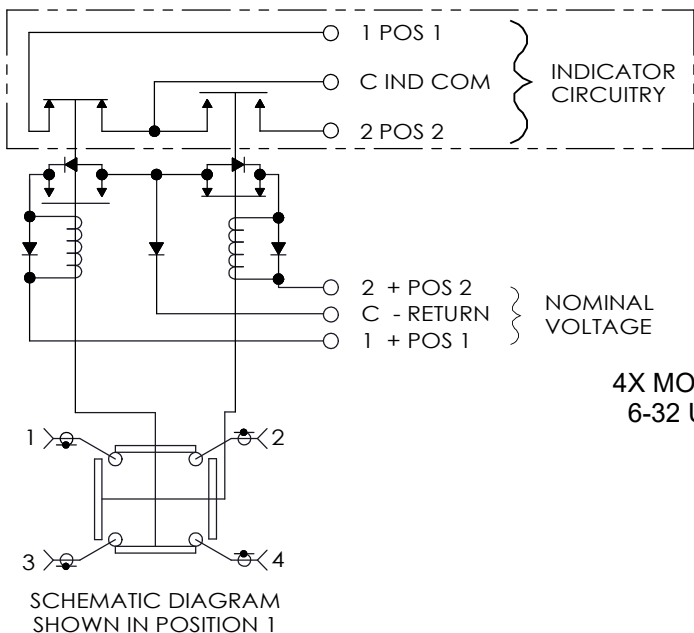 1 POS 1
C IND COM
2 POS 2
INDICATOR
CIRCUITRY
2 + POS 2
C - RETURN
1 + POS 1
NOMINAL
VOLTAGE
4X MO
6-32 U
1
2
3
4
SCHEMATIC DIAGRAM
SHOWN IN POSITION 1